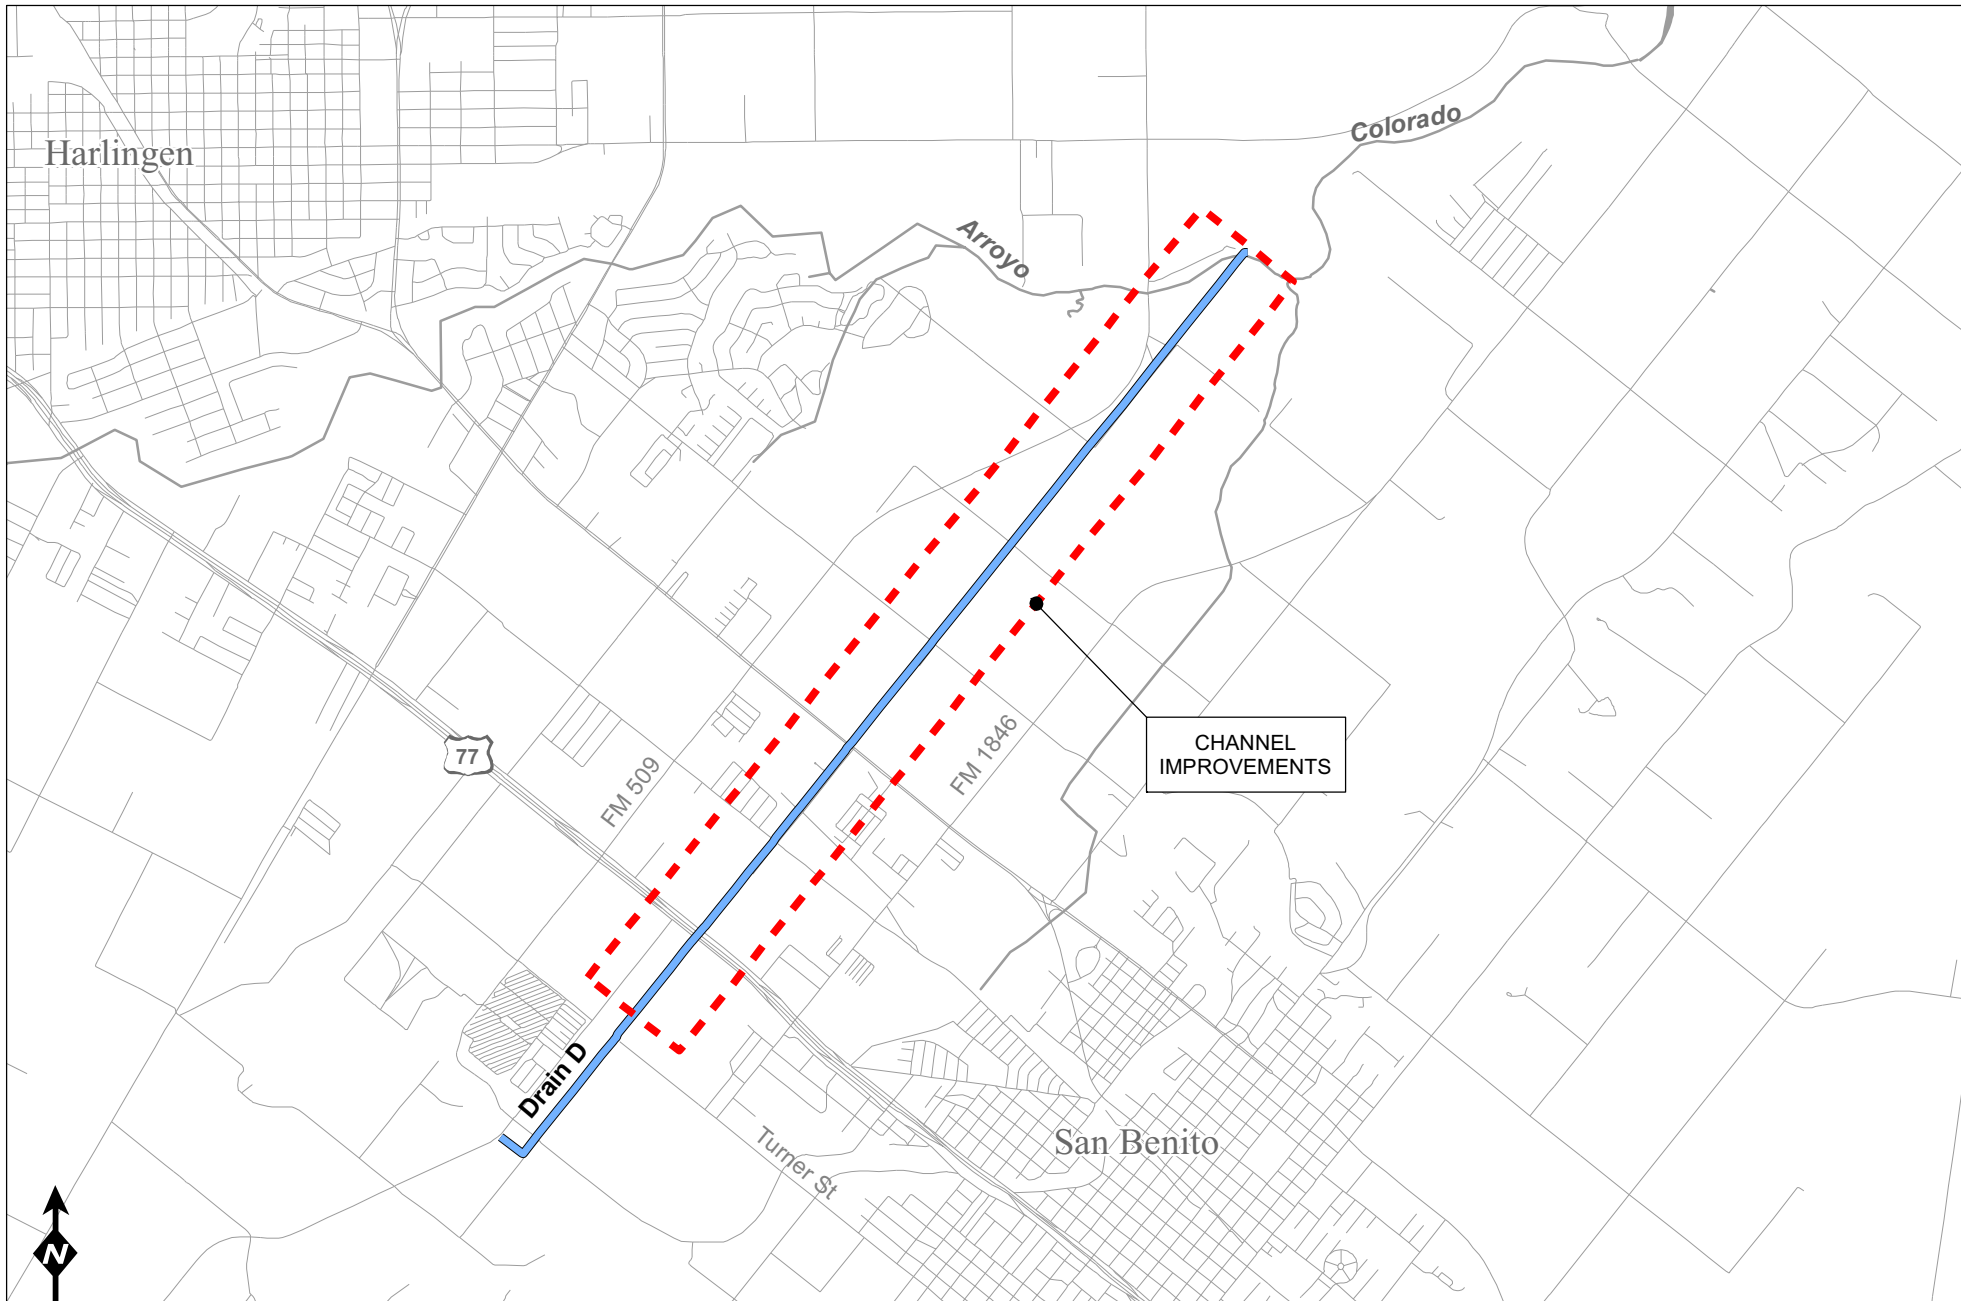 Harlingen
Colorado
Arroyo
CHANNEL
IMPROVEMENTS
FM 1846
77
FM 509
Drain D
Turner St
San Benito
N